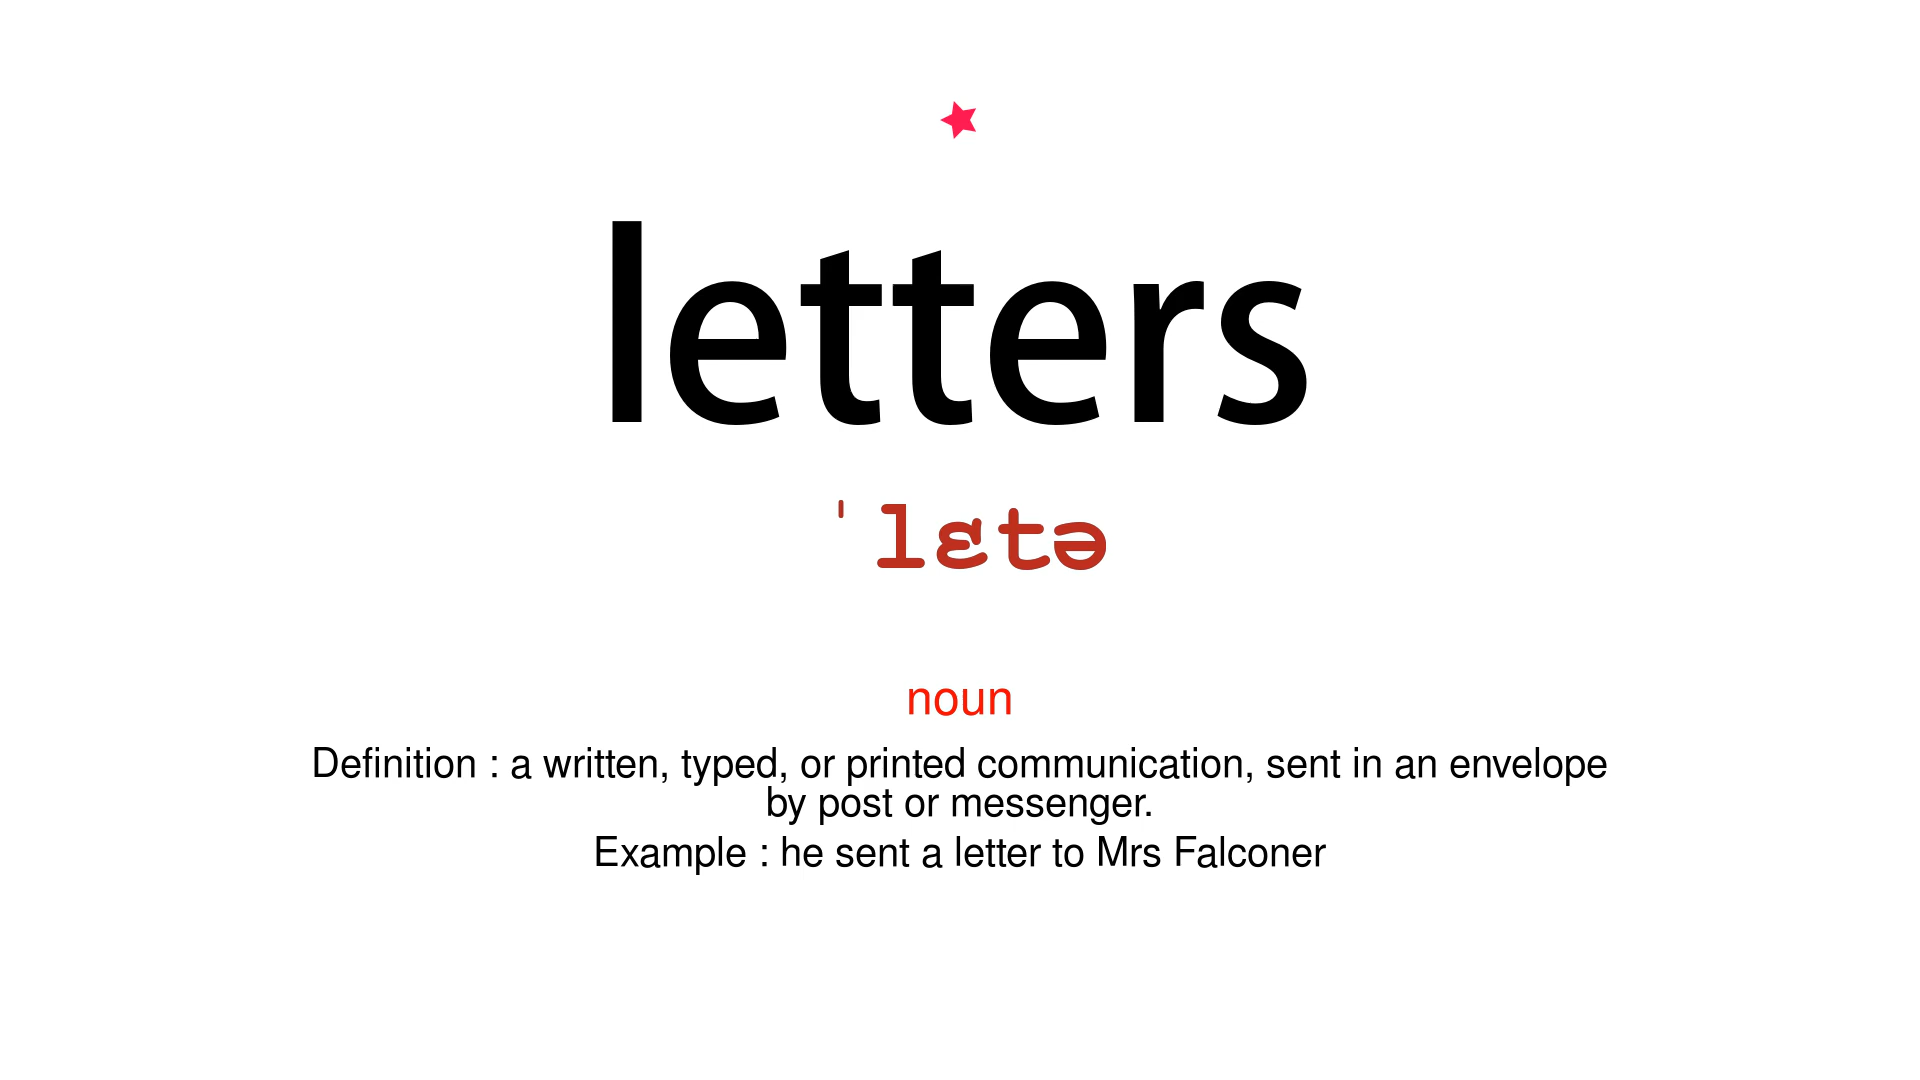 letters
ˈlɛtə
noun
Definition : a written, typed, or printed communication, sent in an envelope
by post or messenger.
Example : he sent a letter to Mrs Falconer